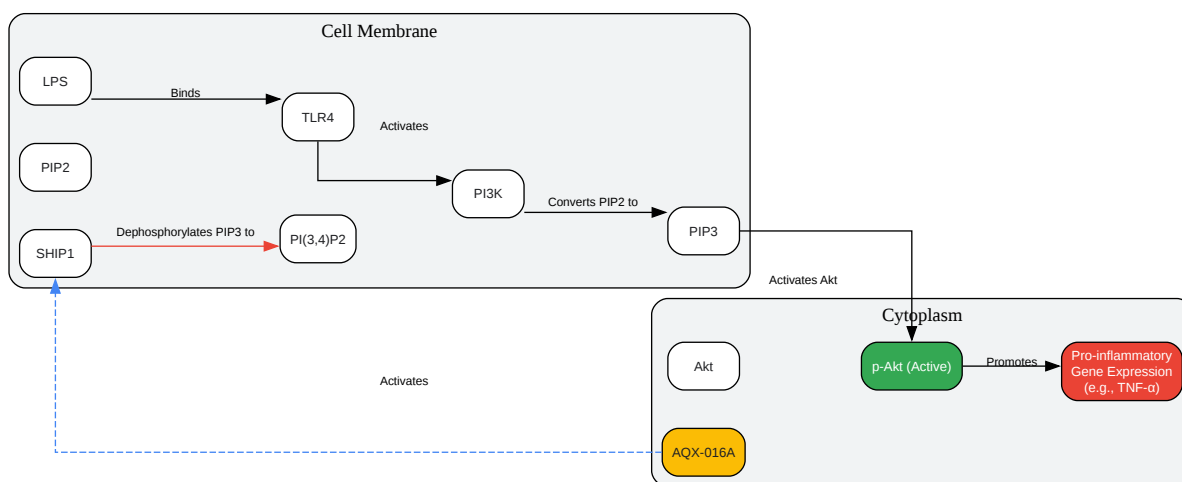 Cell Membrane
LPS
Binds
TLR4
Activates
PIP2
PI3K
Converts PIP2 to
PIP3
SHIP1
Dephosphorylates PIP3 to
PI(3,4)P2
Activates Akt
Cytoplasm
Akt
p-Akt (Active)
Promotes
Pro-inflammatory
Gene Expression
(e.g., TNF-α)
Activates
AQX-016A